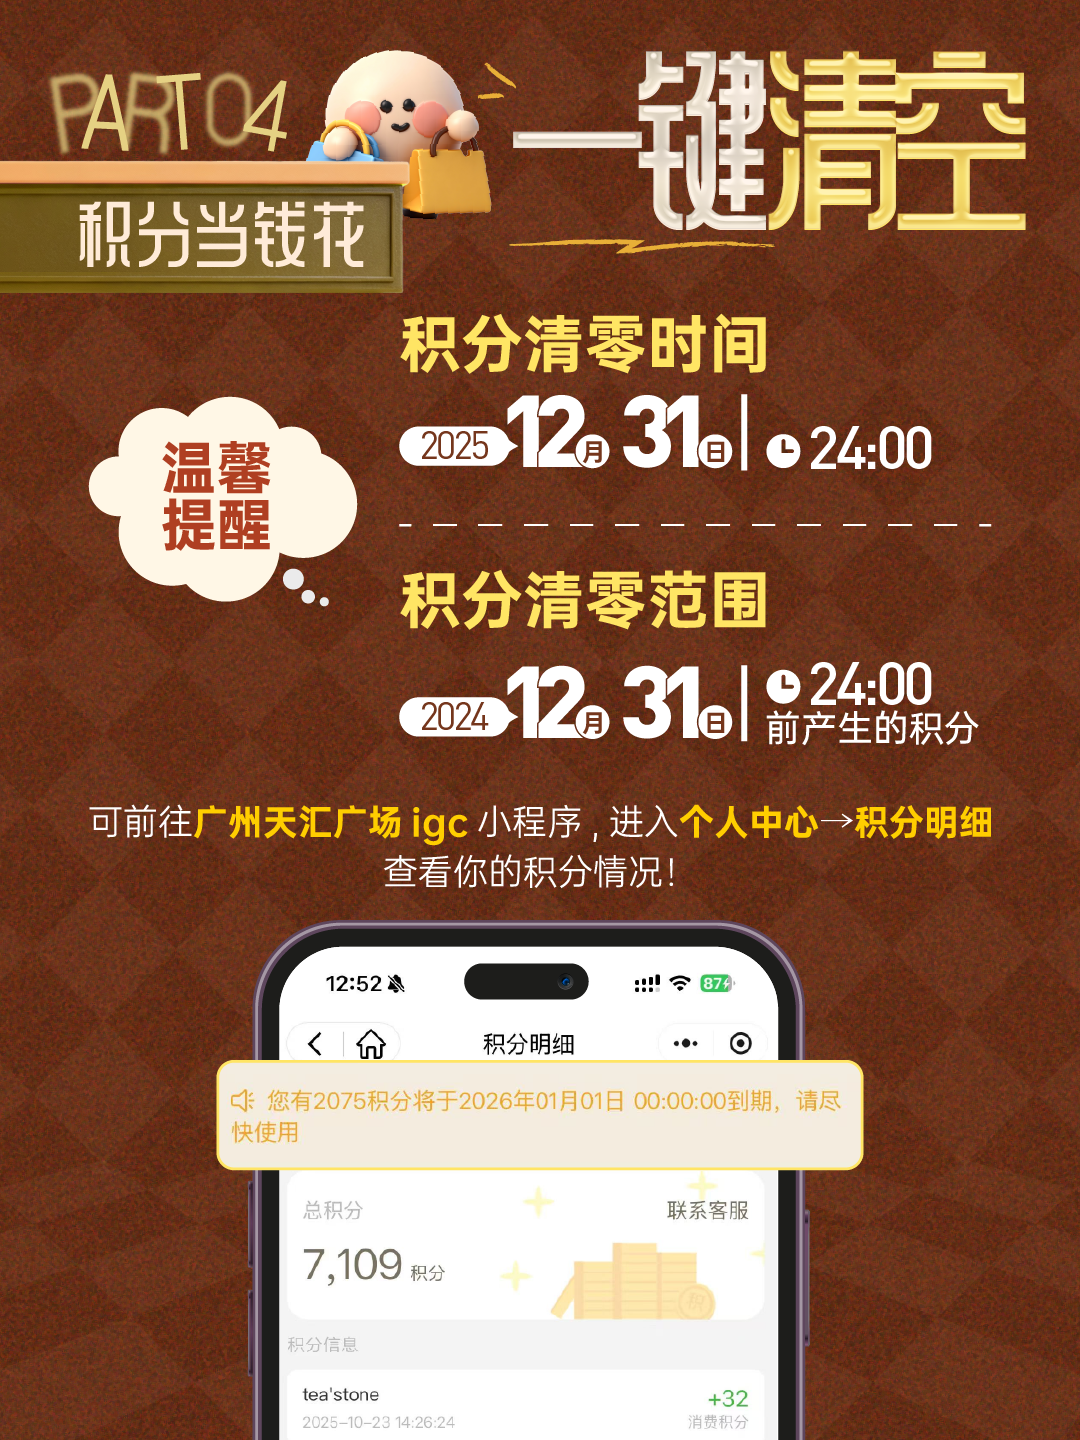 PART 04
积分当钱花
一键清空
温馨
提醒
积分清零时间
2025 12月 31日 24:00
积分清零范围
2024 12月 31日 24:00
前产生的积分
可前往广州天汇广场 igc 小程序，进入个人中心→积分明细
查看你的积分情况！
12:52 87
积分明细
您有2075积分将于2026年01月01日 00:00:00到期，请尽
快使用
总积分 联系客服
7,109 积分
积
积分信息
tea'stone +32
2025-10-23 14:26:24 消费积分